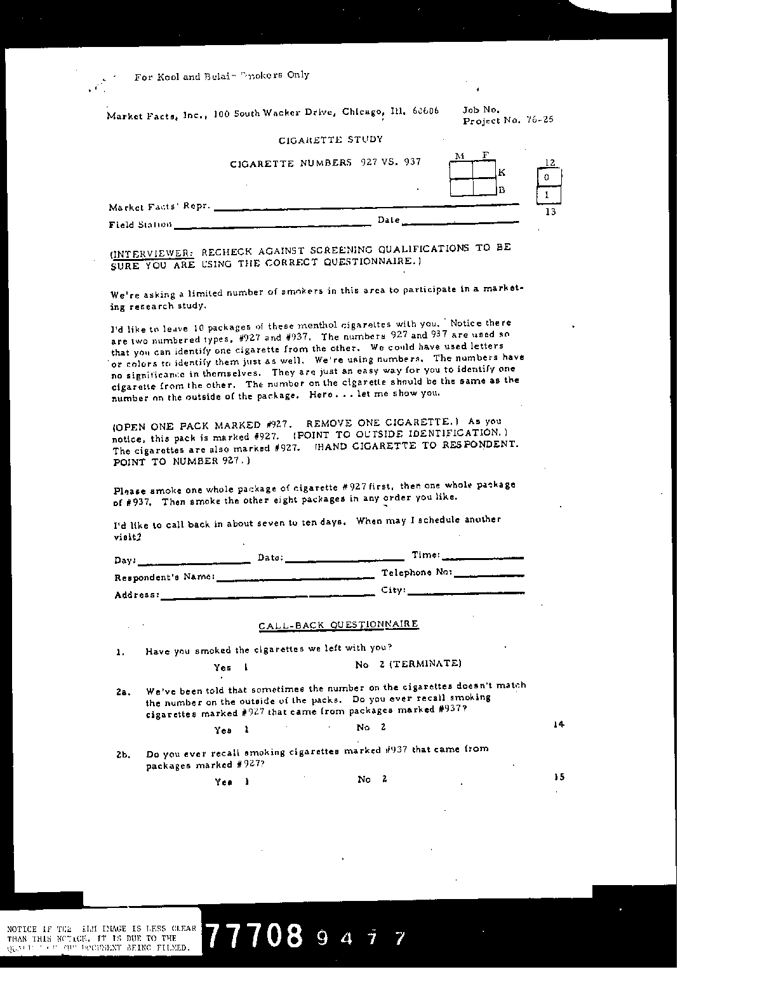 For Kool and Belair Smokers Only
Market Facts, Inc., 100 South Wacker Drive, Chicago, Ill. 60606 Job No.
Project No. 76-25
CIGARETTE STUDY
CIGARETTE NUMBERS 927 VS. 937
M F
K
B
12
0
1
13
Market Facts' Repr.
Field Station Date
(INTERVIEWER: RECHECK AGAINST SCREENING QUALIFICATIONS TO BE
SURE YOU ARE USING THE CORRECT QUESTIONNAIRE.)
We're asking a limited number of smokers in this area to participate in a market-
ing research study.
I'd like to leave 10 packages of these menthol cigarettes with you. Notice there
are two numbered types, #927 and #937. The numbers 927 and 937 are used so
that you can identify one cigarette from the other. We could have used letters
or colors to identify them just as well. We're using numbers. The numbers have
no significance in themselves. They are just an easy way for you to identify one
cigarette from the other. The number on the cigarette should be the same as the
number on the outside of the package. Here . . . let me show you.
(OPEN ONE PACK MARKED #927. REMOVE ONE CIGARETTE.) As you
notice, this pack is marked #927. (POINT TO OUTSIDE IDENTIFICATION.)
The cigarettes are also marked #927. (HAND CIGARETTE TO RESPONDENT.
POINT TO NUMBER 927.)
Please smoke one whole package of cigarette #927 first, then one whole package
of #937. Then smoke the other eight packages in any order you like.
I'd like to call back in about seven to ten days. When may I schedule another
visit?
Day: Date: Time:
Respondent's Name: Telephone No:
Address: City:
CALL-BACK QUESTIONNAIRE
1. Have you smoked the cigarettes we left with you?
Yes 1 No 2 (TERMINATE)
2a. We've been told that sometimes the number on the cigarettes doesn't match
the number on the outside of the packs. Do you ever recall smoking
cigarettes marked #927 that came from packages marked #937?
Yes 1 No 2 14
2b. Do you ever recall smoking cigarettes marked #937 that came from
packages marked #927?
Yes 1 No 2 15
NOTICE IF THE FILM IMAGE IS LESS CLEAR
THAN THIS NOTICE, IT IS DUE TO THE
QUALITY OF THE DOCUMENT BEING FILMED.
77708 9477